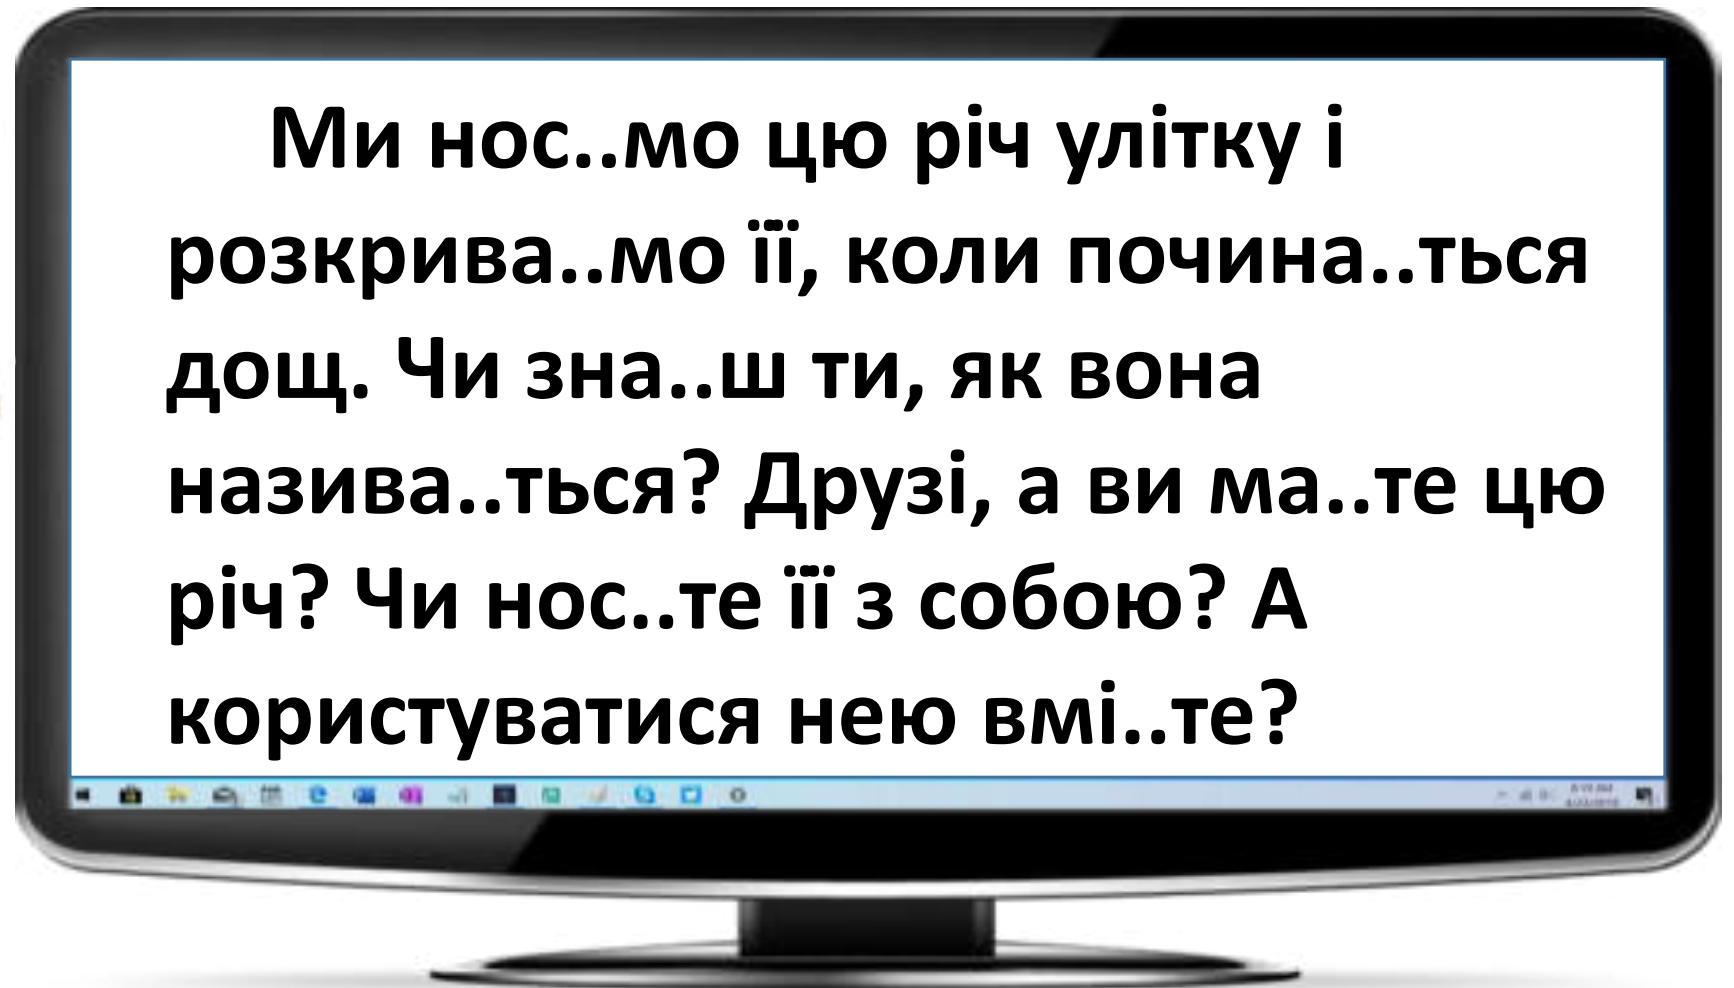 Ми нос..мо цю річ улітку і
розкрива..мо її, коли почина..ться
дощ. Чи зна..ш ти, як вона
назива..ться? Друзі, а ви ма..те цю
річ? Чи нос..те її з собою? А
користуватися нею вмі..те?